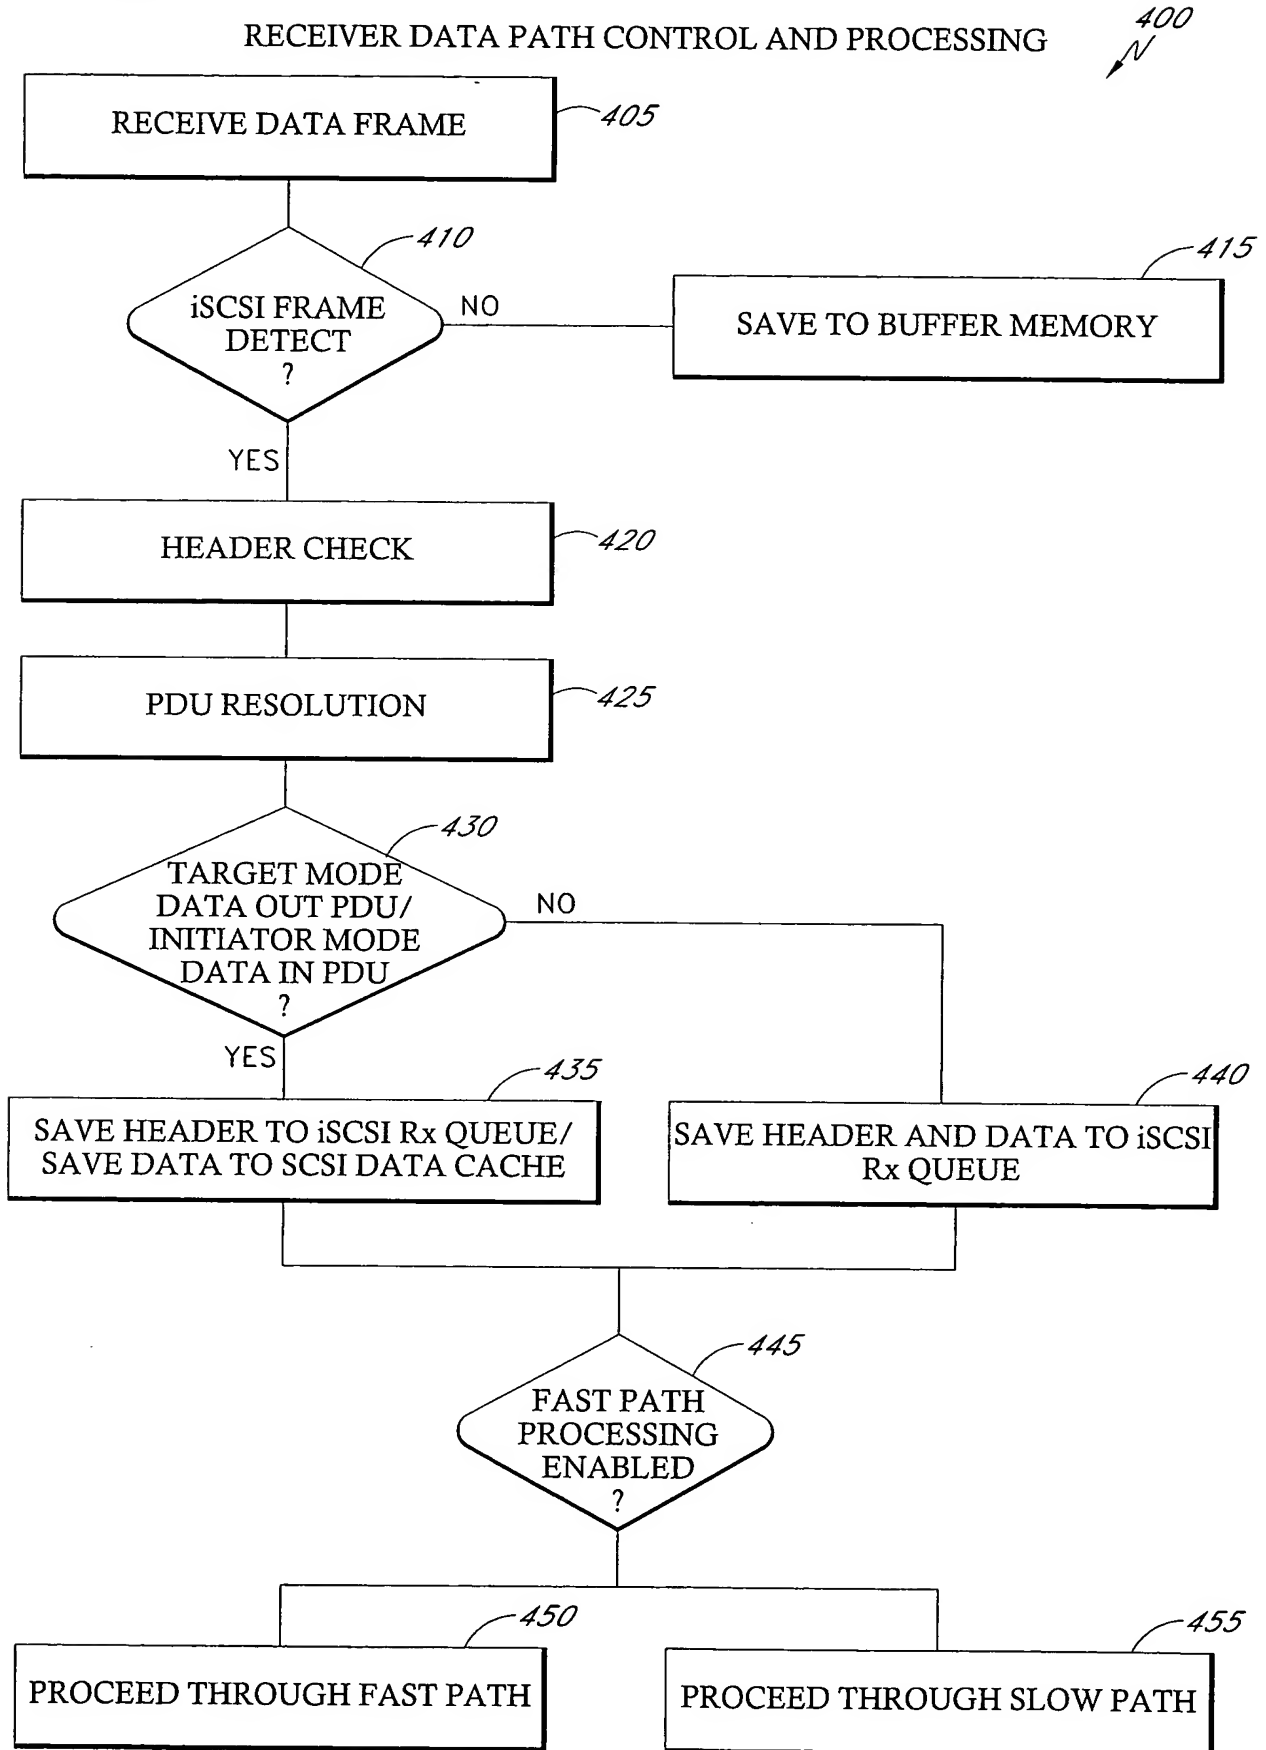 400
RECEIVER DATA PATH CONTROL AND PROCESSING
RECEIVE DATA FRAME
405
410
iSCSI FRAME
DETECT
?
NO
415
SAVE TO BUFFER MEMORY
YES
HEADER CHECK
420
PDU RESOLUTION
425
430
TARGET MODE
DATA OUT PDU/
INITIATOR MODE
DATA IN PDU
?
NO
YES
435
SAVE HEADER TO iSCSI Rx QUEUE/
SAVE DATA TO SCSI DATA CACHE
440
SAVE HEADER AND DATA TO iSCSI
Rx QUEUE
445
FAST PATH
PROCESSING
ENABLED
?
450
PROCEED THROUGH FAST PATH
455
PROCEED THROUGH SLOW PATH